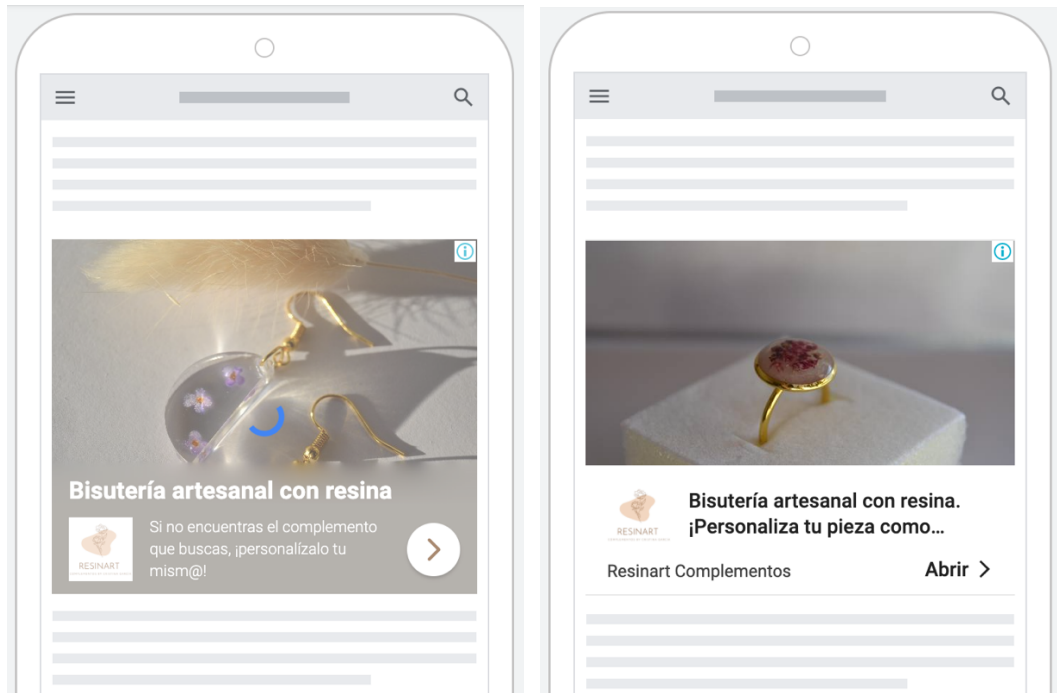 Bisutería artesanal con resina
Si no encuentras el complemento
que buscas, ¡personalízalo tu
mism@!
RESINART
Bisutería artesanal con resina.
¡Personaliza tu pieza como...
RESINART
Resinart Complementos
Abrir